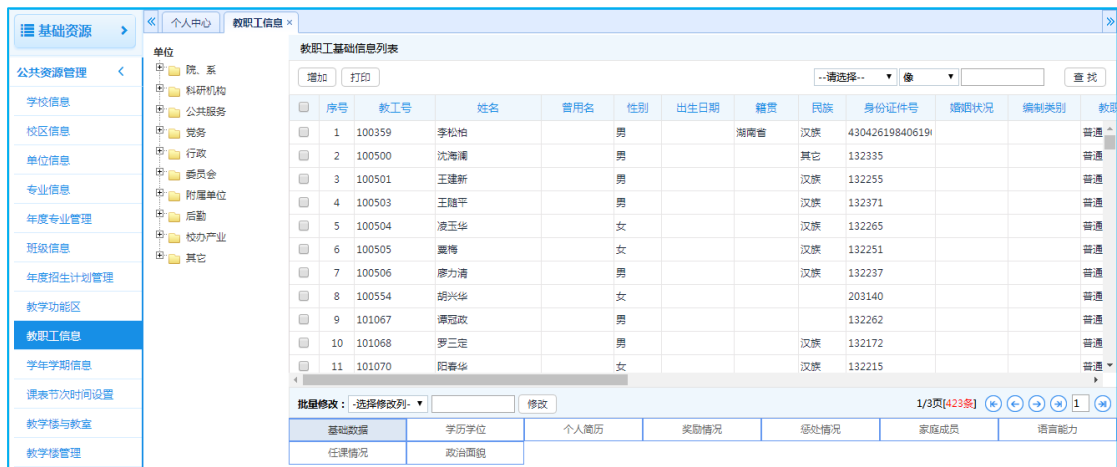 基础资源
个人中心 教职工信息 ×
公共资源管理
学校信息
校区信息
单位信息
专业信息
年度专业管理
班级信息
年度招生计划管理
教学功能区
教职工信息
学年学期信息
课表节次时间设置
教学楼与教室
教学楼管理
单位
院、系
科研机构
公共服务
党务
行政
委员会
附属单位
后勤
校办产业
其它
教职工基础信息列表
增加 打印 --请选择-- 像 查 找
序号 教工号 姓名 曾用名 性别 出生日期 籍贯 民族 身份证件号 婚姻状况 编制类别 教职
1 100359 李松柏 男 湖南省 汉族 43042619840619 普通
2 100500 沈海澜 男 其它 132335 普通
3 100501 王建新 男 汉族 132255 普通
4 100503 王随平 男 汉族 132371 普通
5 100504 凌玉华 女 汉族 132265 普通
6 100505 粟梅 女 汉族 132251 普通
7 100506 廖力清 男 汉族 132237 普通
8 100554 胡兴华 女 203140 普通
9 101067 谭冠政 男 132262 普通
10 101068 罗三定 男 汉族 132172 普通
11 101070 阳春华 女 汉族 132215 普通
批量修改： -选择修改列- 修改 1/3页[423条] 1
基础数据 学历学位 个人简历 奖励情况 惩处情况 家庭成员 语言能力
任课情况 政治面貌